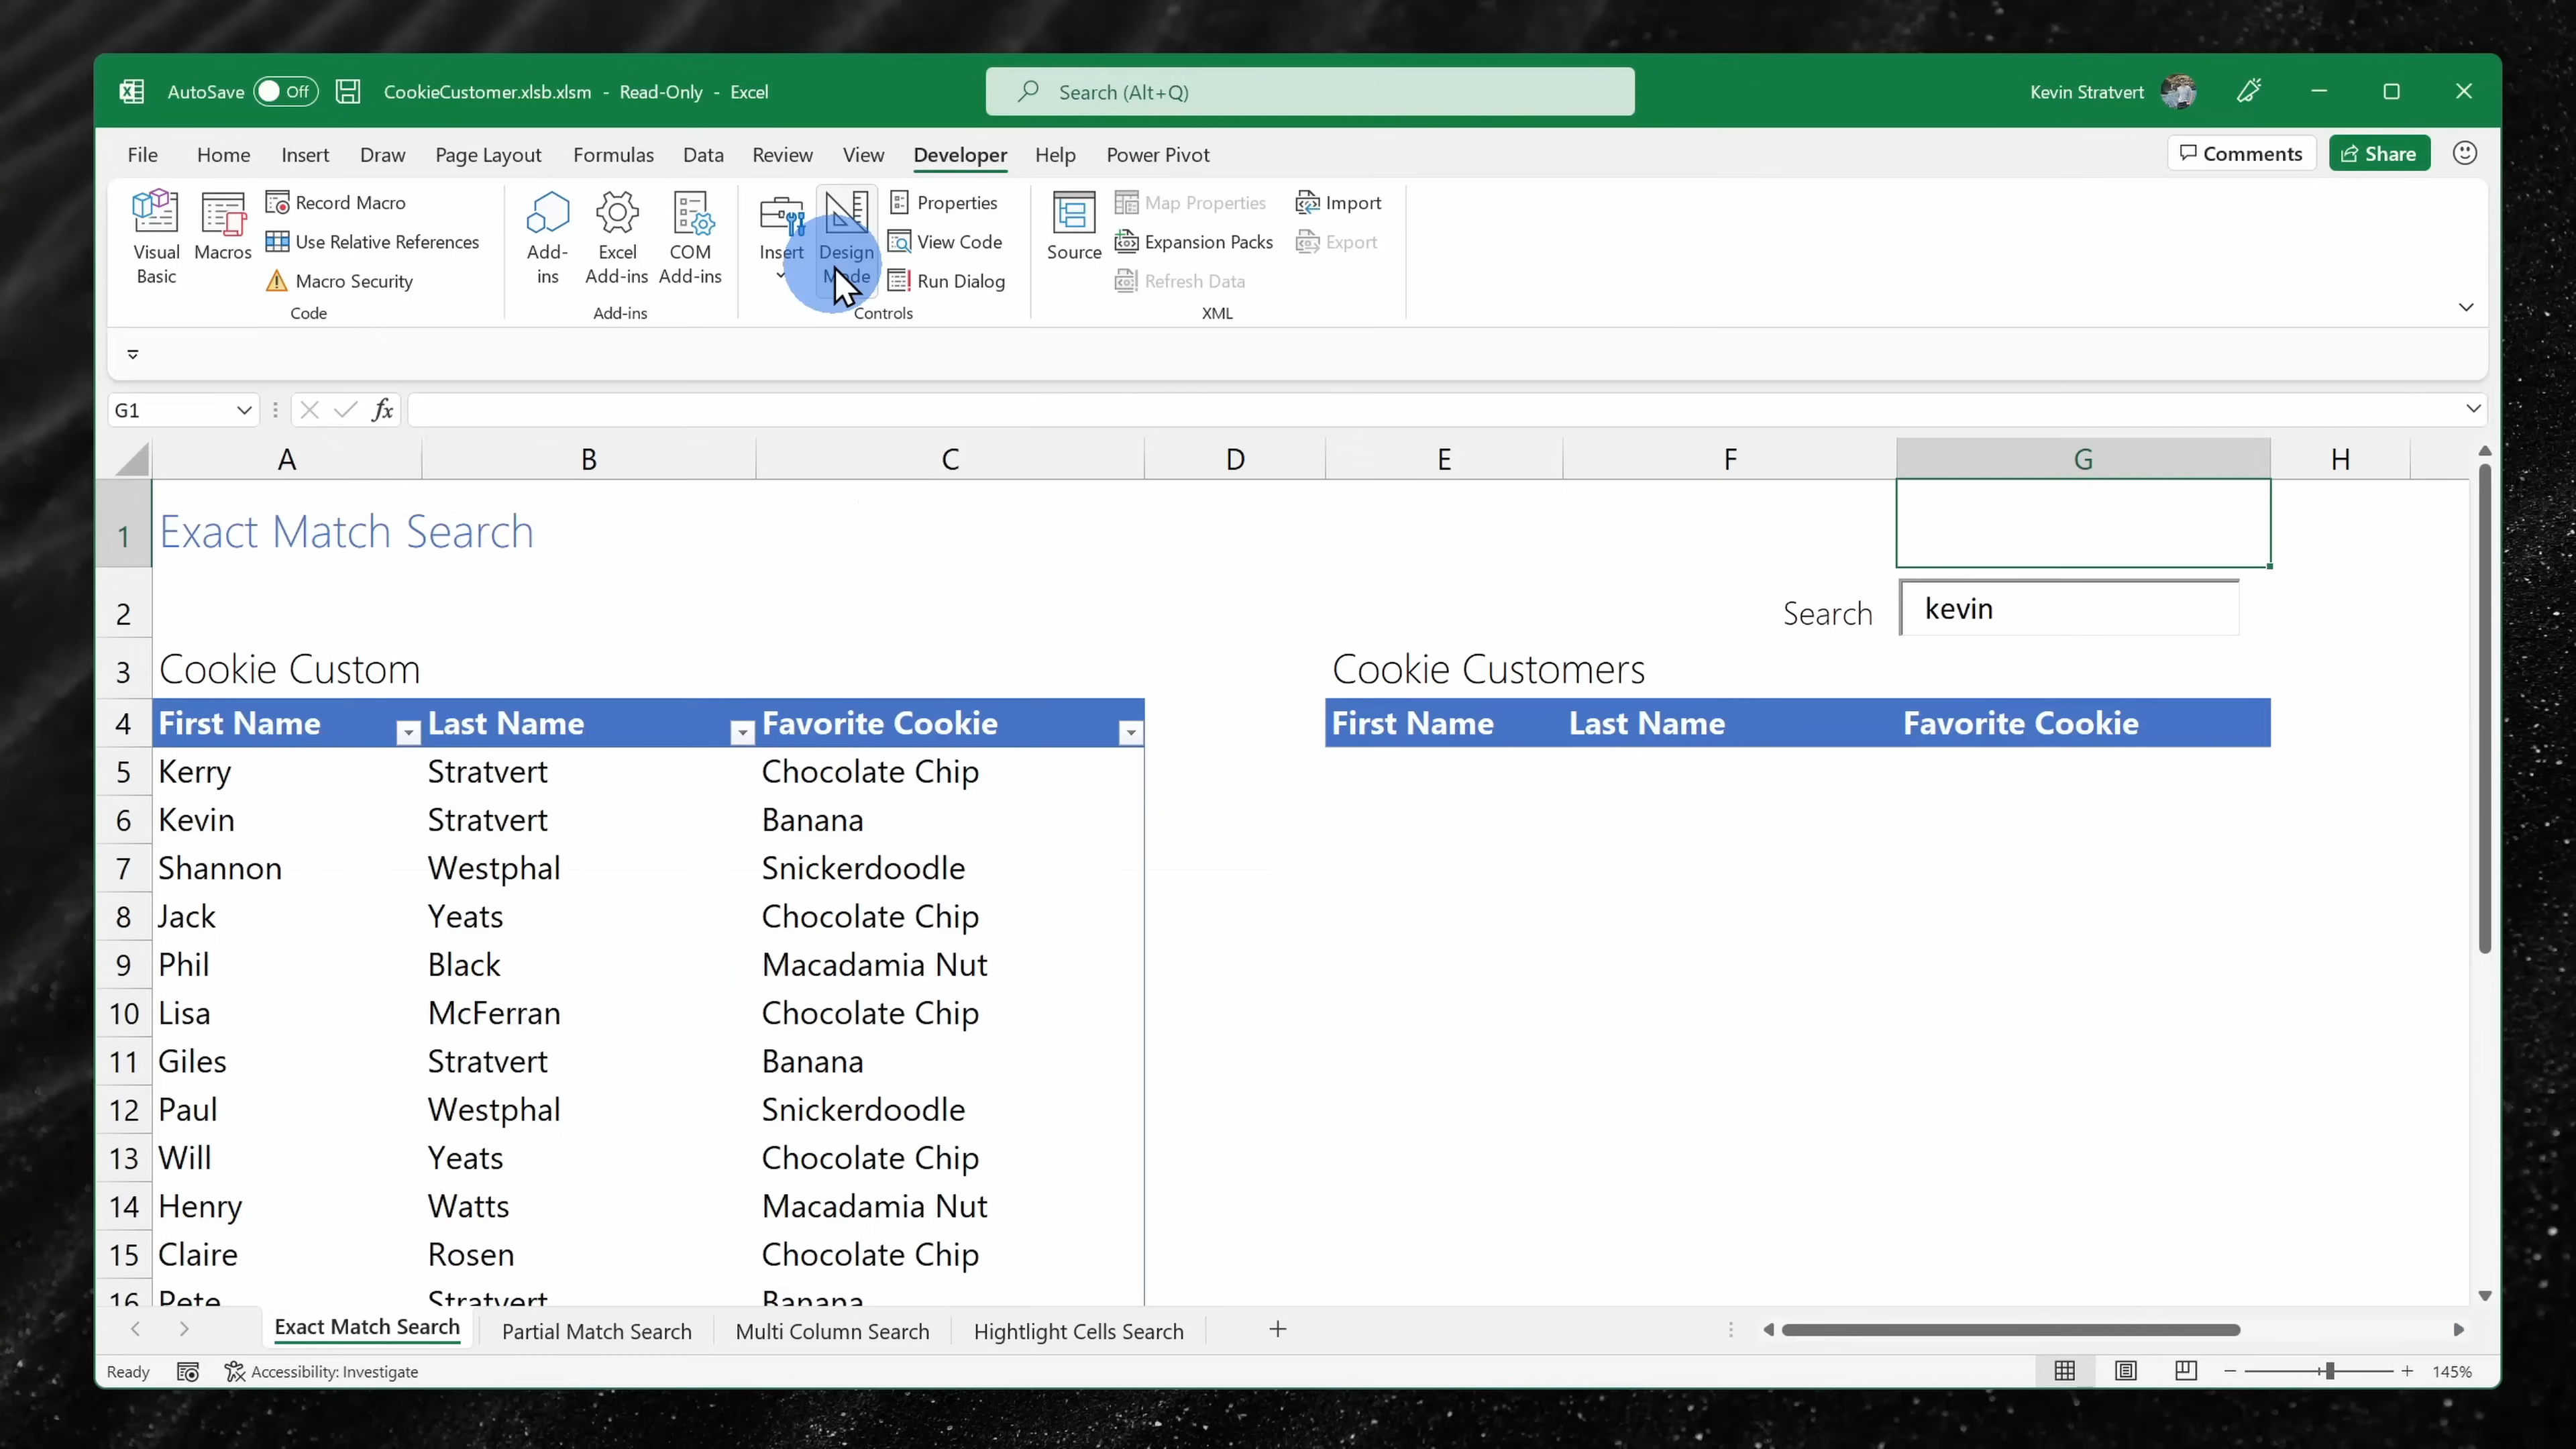 AutoSave Off CookieCustomer.xlsb.xlsm - Read-Only - Excel Search (Alt+Q) Kevin Stratvert
File Home Insert Draw Page Layout Formulas Data Review View Developer Help Power Pivot Comments Share
Visual Basic
Macros
Record Macro
Use Relative References
Macro Security
Code
Add-ins
Excel Add-ins
COM Add-ins
Add-ins
Insert
Design Mode
Properties
View Code
Run Dialog
Controls
Source
Map Properties
Expansion Packs
Refresh Data
Import
Export
XML
G1 fx
A B C D E F G H
1 Exact Match Search
2 Search kevin
3 Cookie Custom Cookie Customers
4 First Name Last Name Favorite Cookie First Name Last Name Favorite Cookie
5 Kerry Stratvert Chocolate Chip
6 Kevin Stratvert Banana
7 Shannon Westphal Snickerdoodle
8 Jack Yeats Chocolate Chip
9 Phil Black Macadamia Nut
10 Lisa McFerran Chocolate Chip
11 Giles Stratvert Banana
12 Paul Westphal Snickerdoodle
13 Will Yeats Chocolate Chip
14 Henry Watts Macadamia Nut
15 Claire Rosen Chocolate Chip
16 Pete Stratvert Banana
Exact Match Search Partial Match Search Multi Column Search Hightlight Cells Search
Ready Accessibility: Investigate 145%